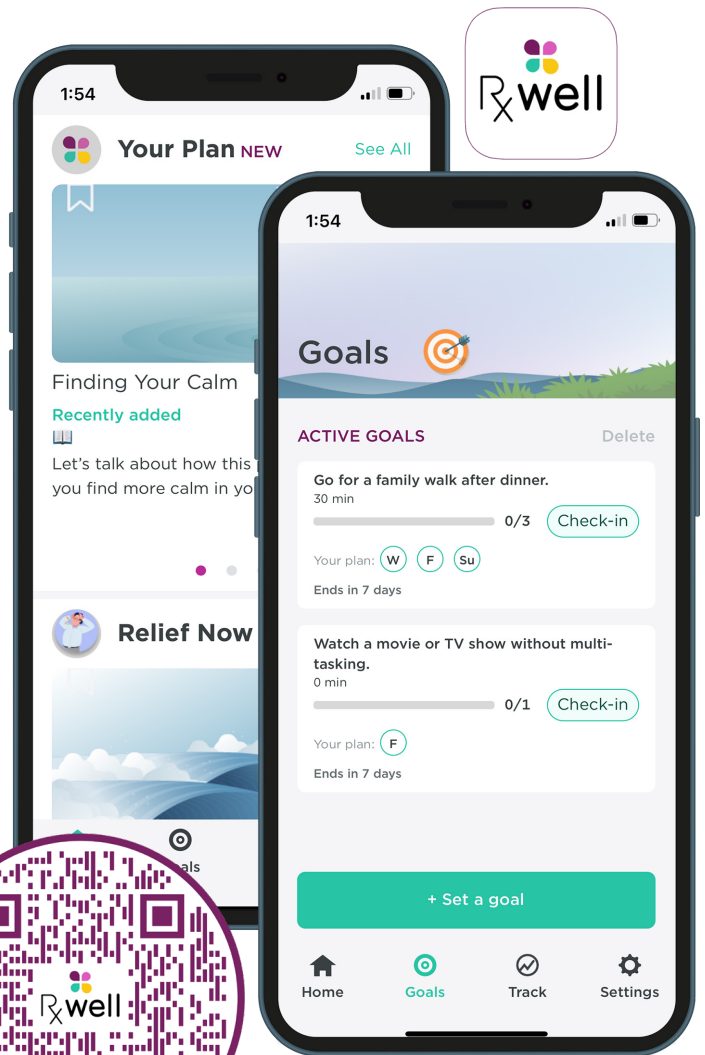 Rxwell
1:54
Your Plan NEW
See All
Finding Your Calm
Recently added
Let's talk about how this
you find more calm in yo
Relief Now
als
Rxwell
1:54
Goals
ACTIVE GOALS
Delete
Go for a family walk after dinner.
30 min
0/3
Check-in
Your plan: W F Su
Ends in 7 days
Watch a movie or TV show without multi-
tasking.
0 min
0/1
Check-in
Your plan: F
Ends in 7 days
+ Set a goal
Home
Goals
Track
Settings